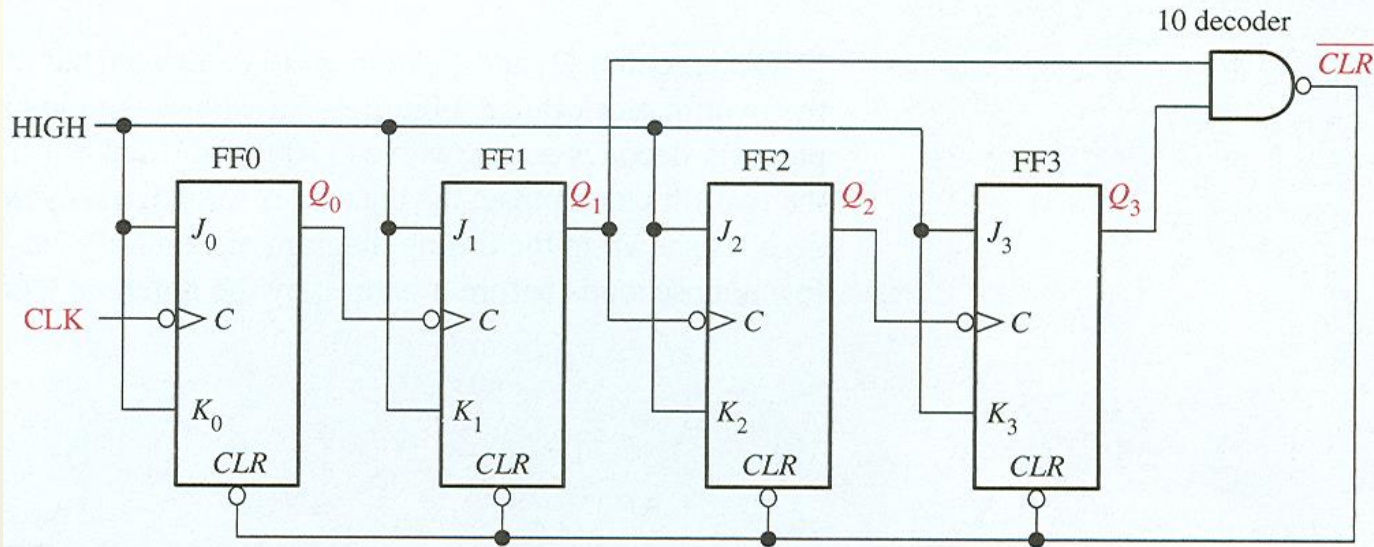 10 decoder
C̅L̅R̅
HIGH
FF0
FF1
FF2
FF3
Q₀
Q₁
Q₂
Q₃
J₀
J₁
J₂
J₃
CLK
C
C
C
C
K₀
K₁
K₂
K₃
CLR
CLR
CLR
CLR